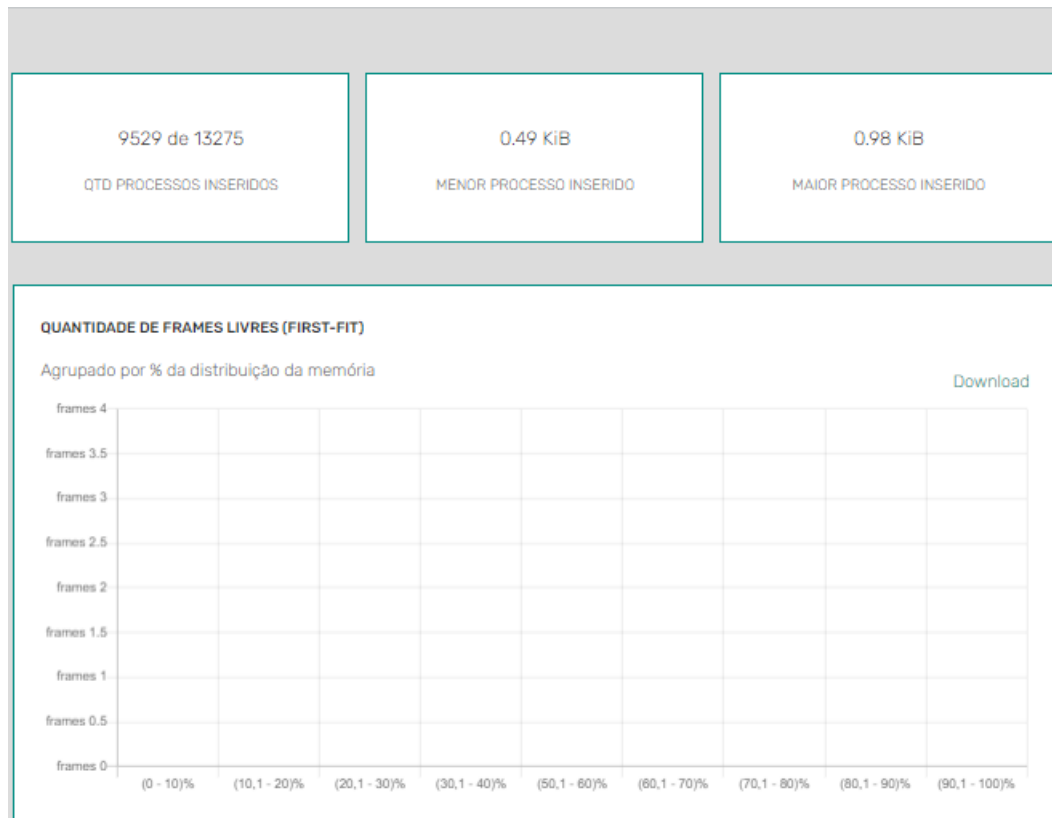 9529 de 13275
QTD PROCESSOS INSERIDOS
0.49 KiB
MENOR PROCESSO INSERIDO
0.98 KiB
MAIOR PROCESSO INSERIDO
QUANTIDADE DE FRAMES LIVRES (FIRST-FIT)
Agrupado por % da distribuição da memória
Download
frames 4
frames 3.5
frames 3
frames 2.5
frames 2
frames 1.5
frames 1
frames 0.5
frames 0
(0 - 10)%
(10,1 - 20)%
(20,1 - 30)%
(30,1 - 40)%
(50,1 - 60)%
(60,1 - 70)%
(70,1 - 80)%
(80,1 - 90)%
(90,1 - 100)%